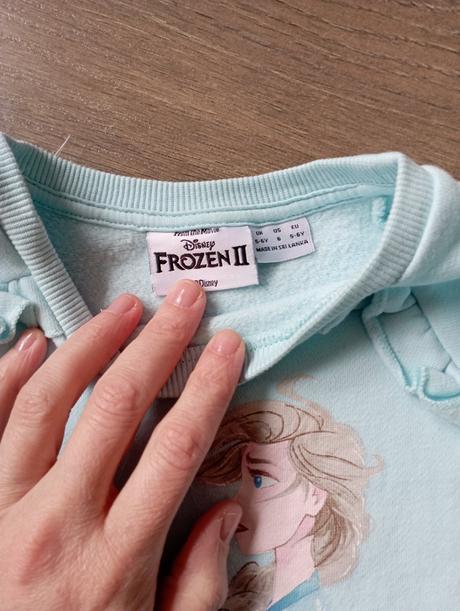 From the Movie
Disney
FROZEN II
©Disney
UK US EU
5-6Y 6 5-6Y
MADE IN SRI LANKA